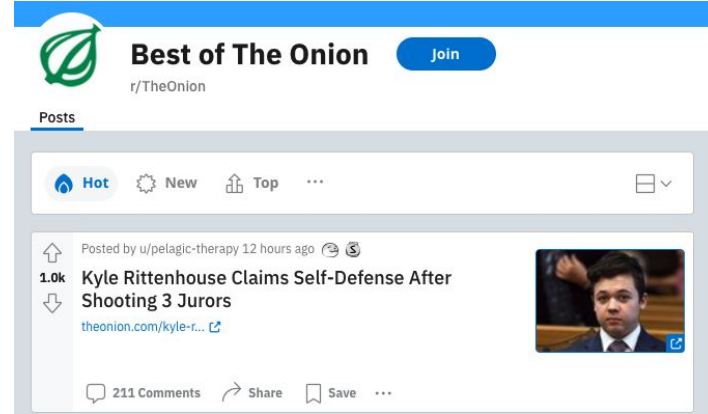 Best of The Onion
Join
r/TheOnion
Posts
Hot
New
Top
...
Posted by u/pelagic-therapy 12 hours ago
S
1.0k
Kyle Rittenhouse Claims Self-Defense After
Shooting 3 Jurors
theonion.com/kyle-r...
211 Comments
Share
Save
...